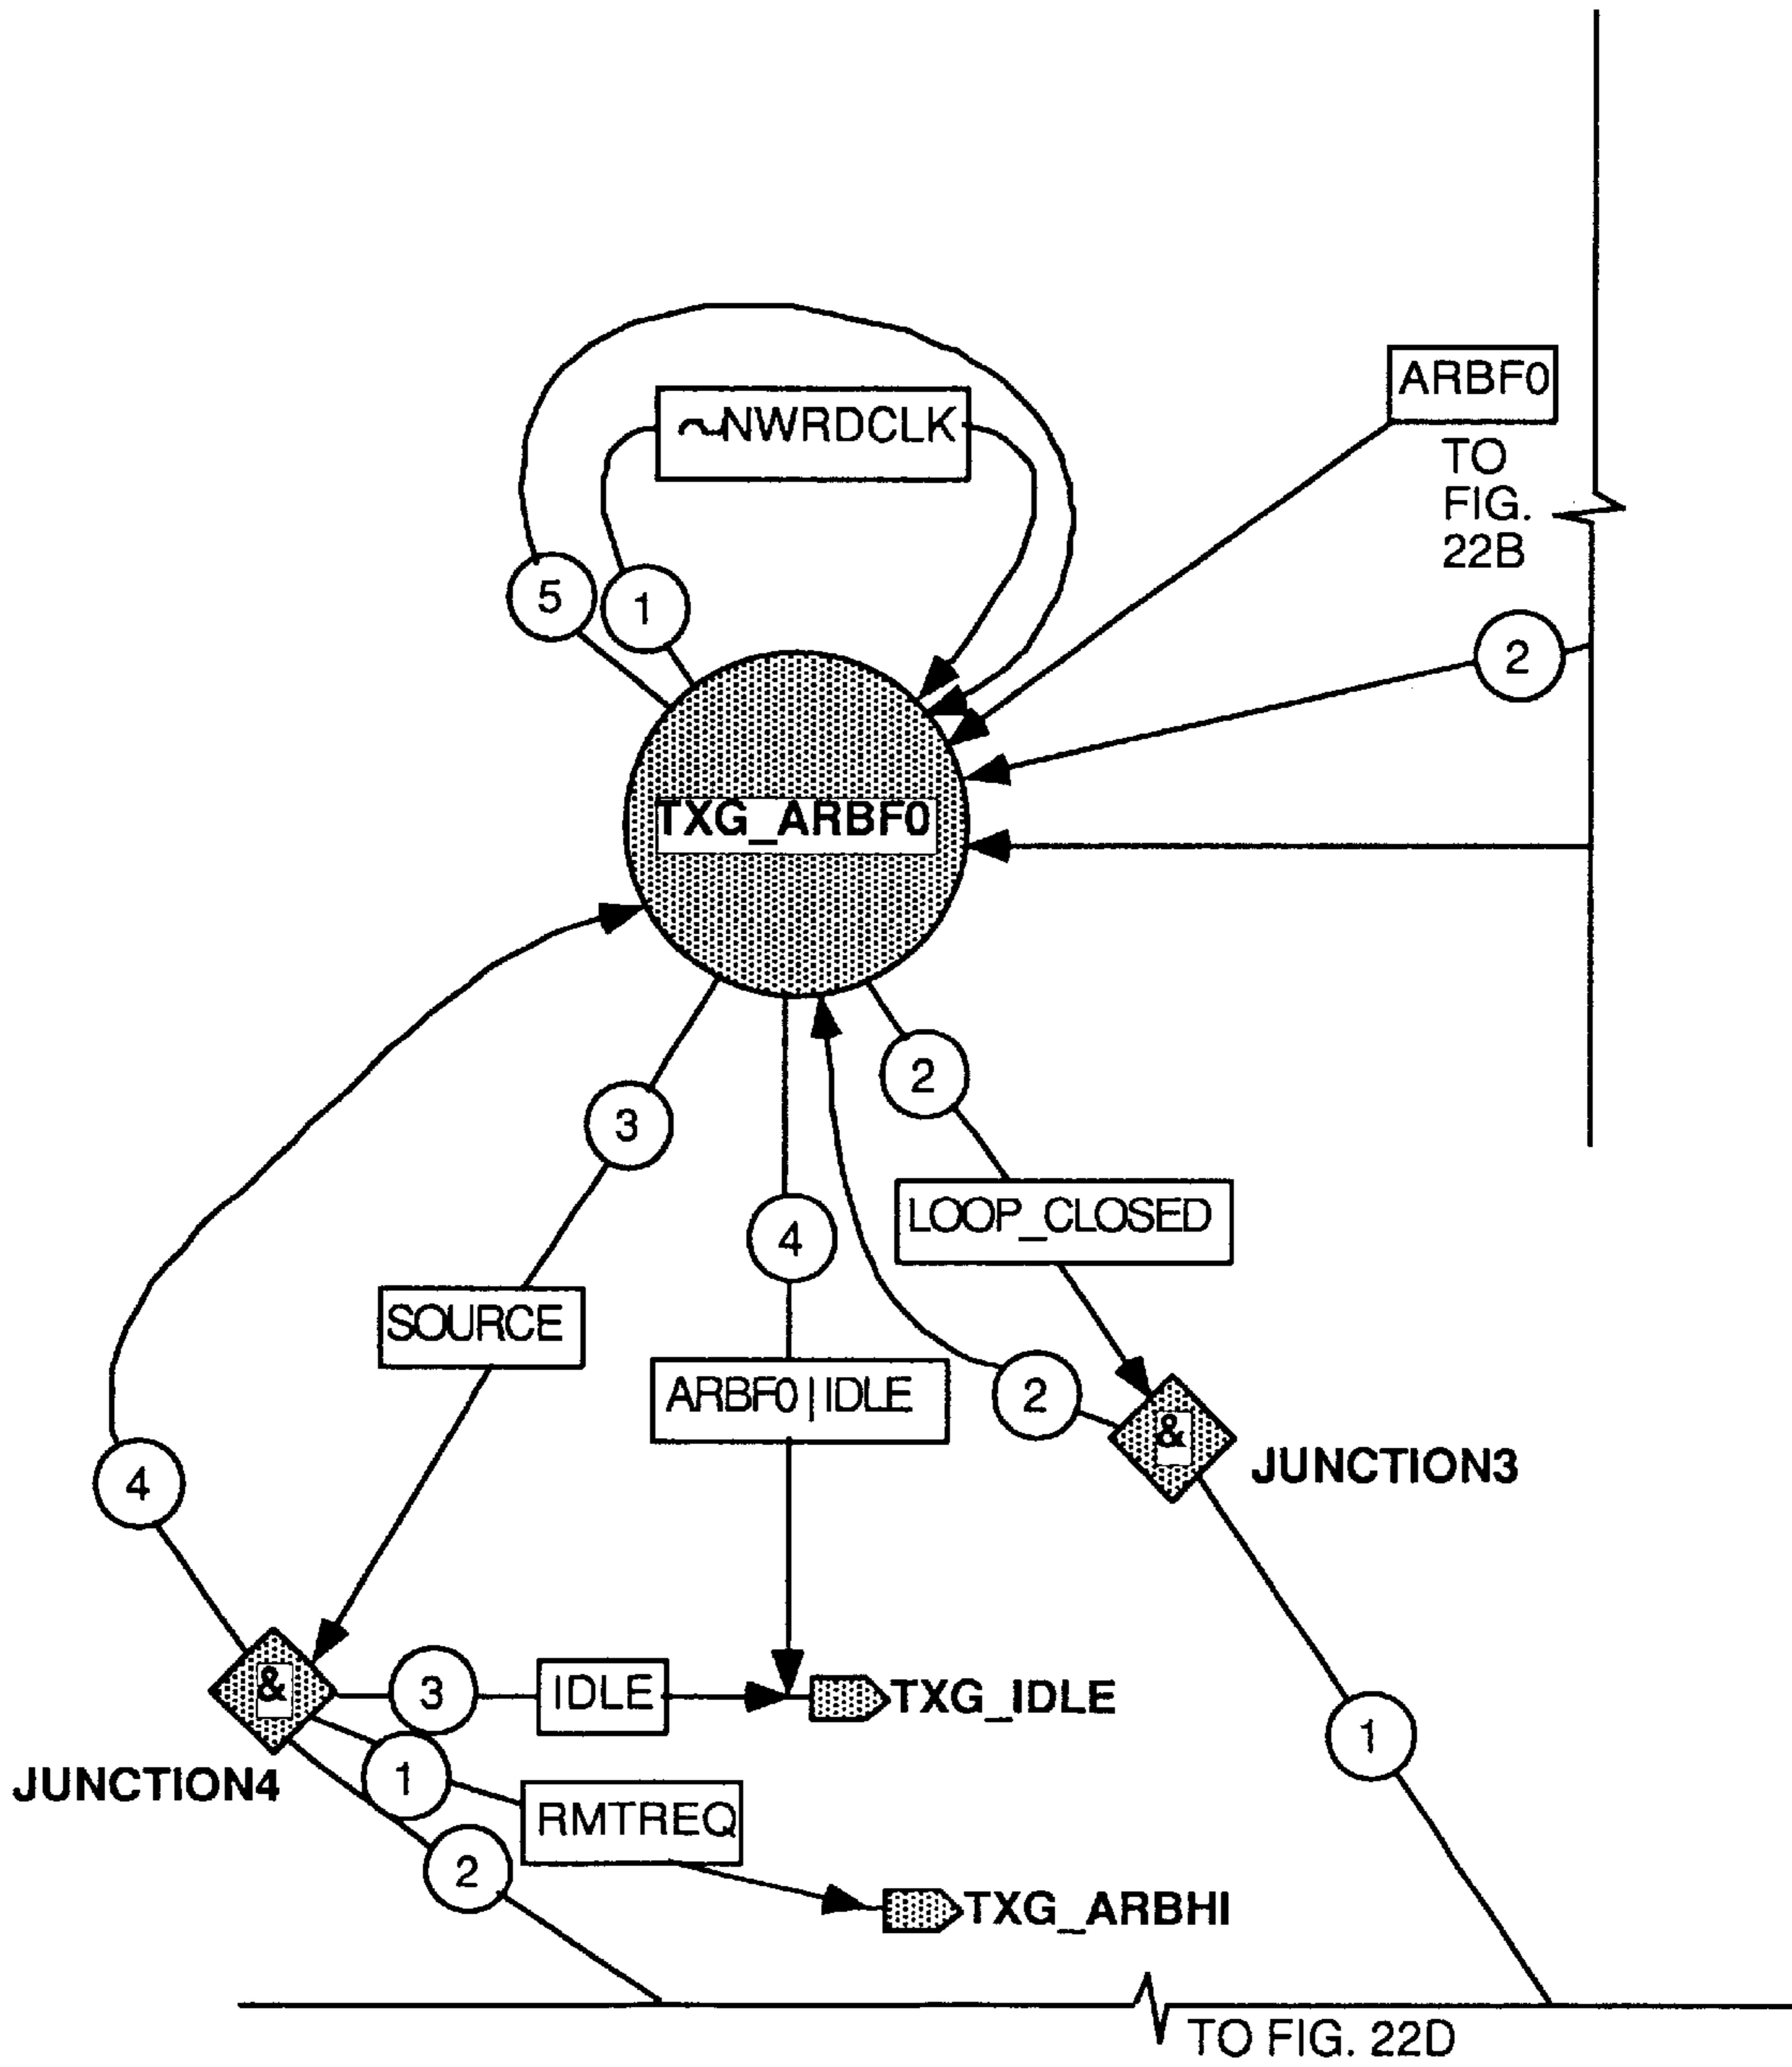 ARBF0
~NWRDCLK
TO
FIG.
22B
5
1
2
TXG_ARBF0
2
3
LOOP_CLOSED
4
SOURCE
ARBF0|IDLE
2
&
JUNCTION3
4
&
3
IDLE
TXG_IDLE
1
1
JUNCTION4
RMTREQ
2
TXG_ARBHI
TO FIG. 22D